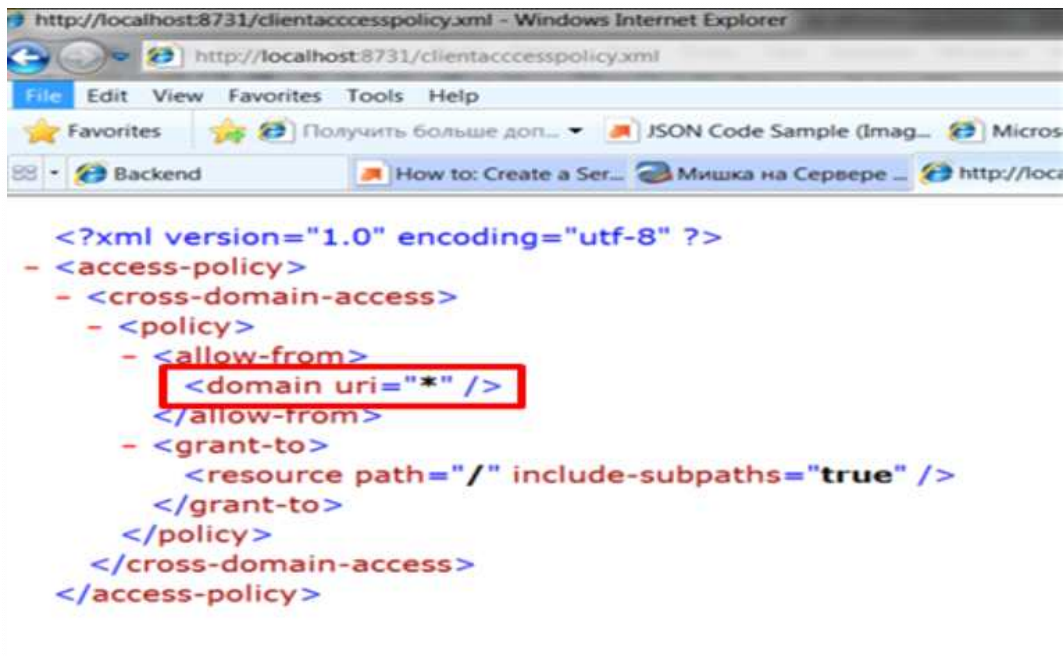 http://localhost:8731/clientacccesspolicy.xml - Windows Internet Explorer
http://localhost:8731/clientacccesspolicy.xml
File Edit View Favorites Tools Help
Favorites Получить больше доп... JSON Code Sample (Imag... Micros
Backend How to: Create a Ser... Мишка на Сервере ... http://loca
<?xml version="1.0" encoding="utf-8" ?>
- <access-policy>
- <cross-domain-access>
- <policy>
- <allow-from>
<domain uri="*" />
</allow-from>
- <grant-to>
<resource path="/" include-subpaths="true" />
</grant-to>
</policy>
</cross-domain-access>
</access-policy>